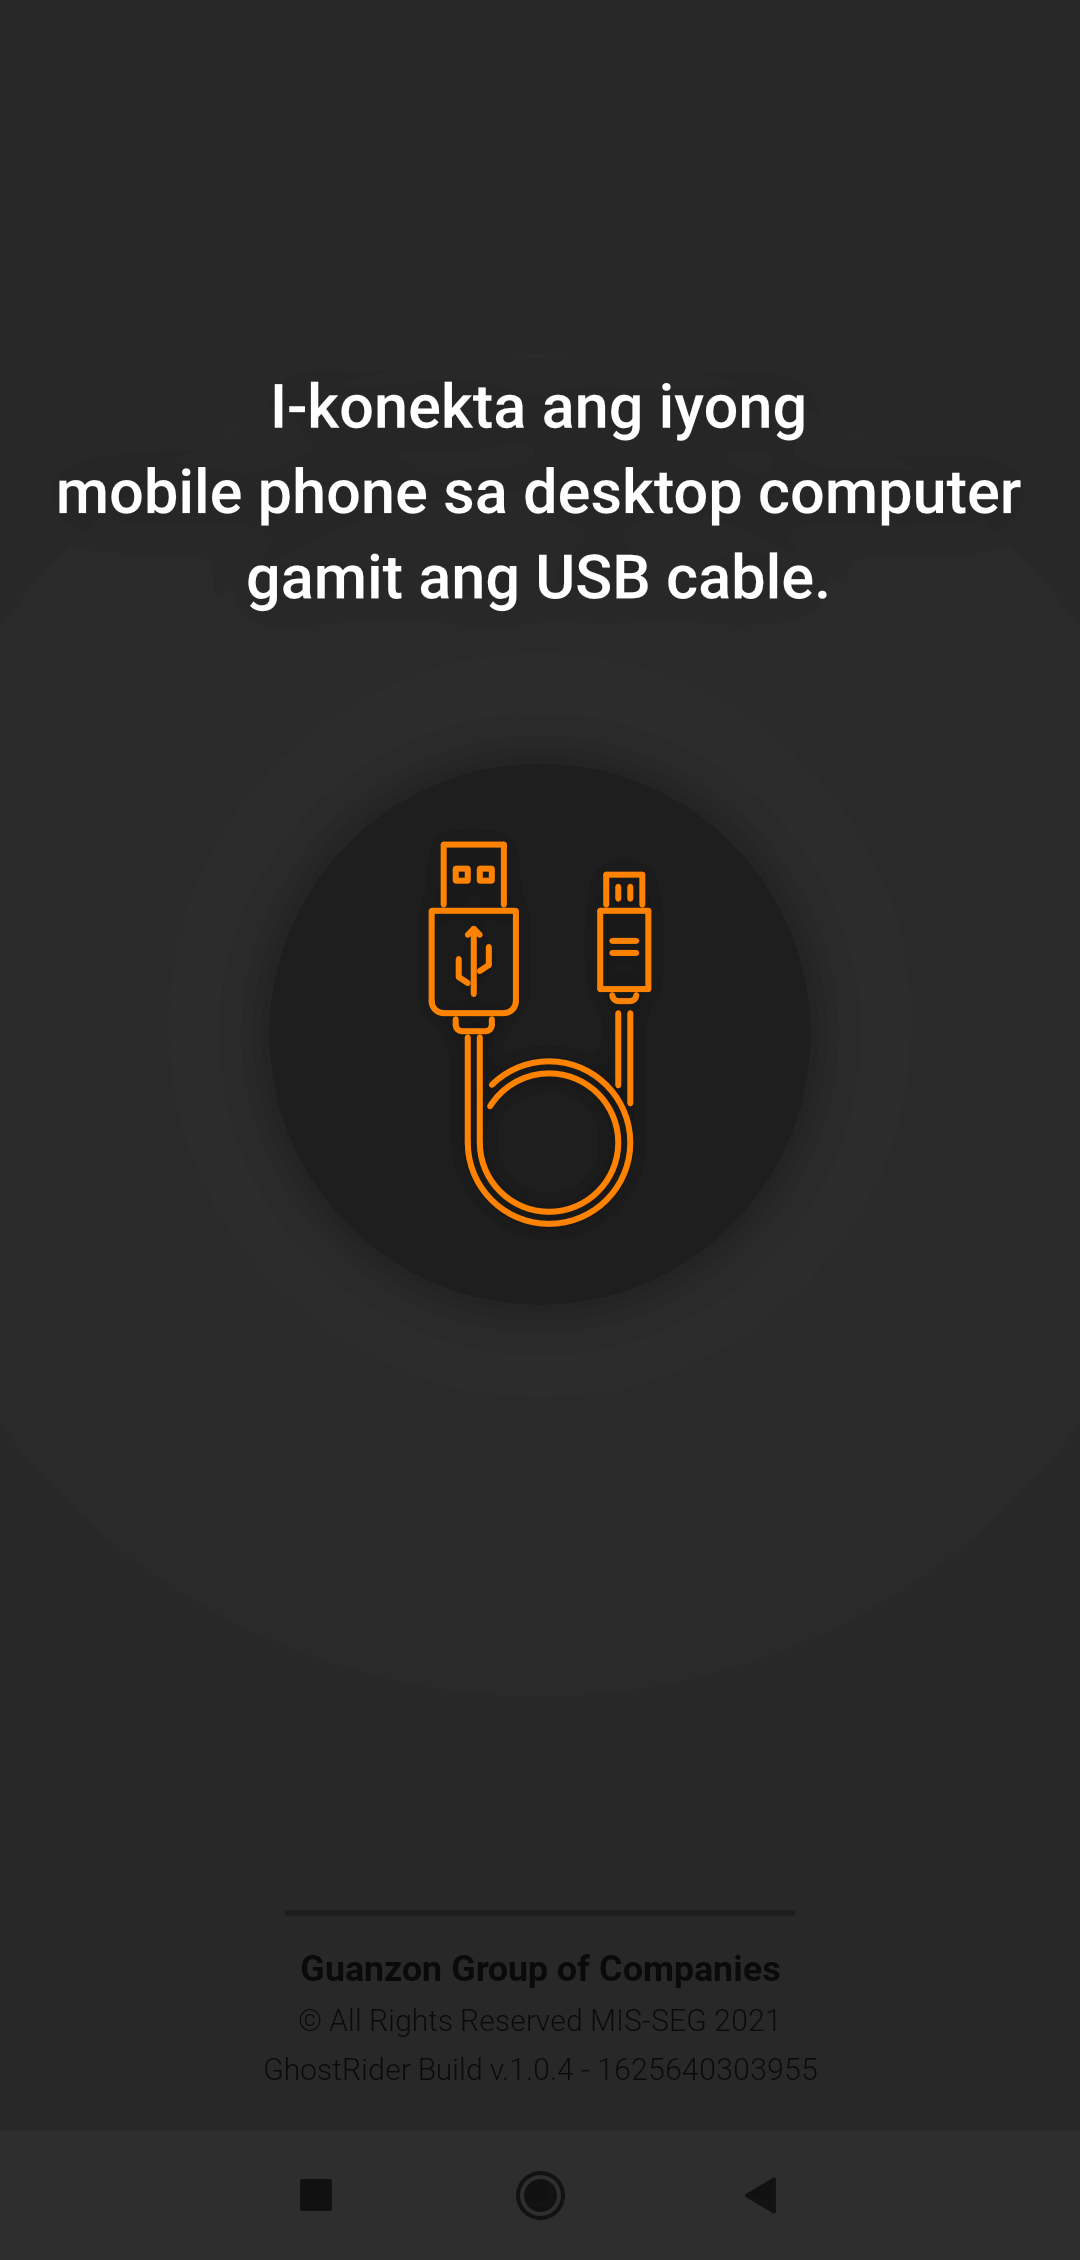 I-konekta ang iyong
mobile phone sa desktop computer
gamit ang USB cable.
Guanzon Group of Companies
© All Rights Reserved MIS-SEG 2021
GhostRider Build v.1.0.4 - 1625640303955